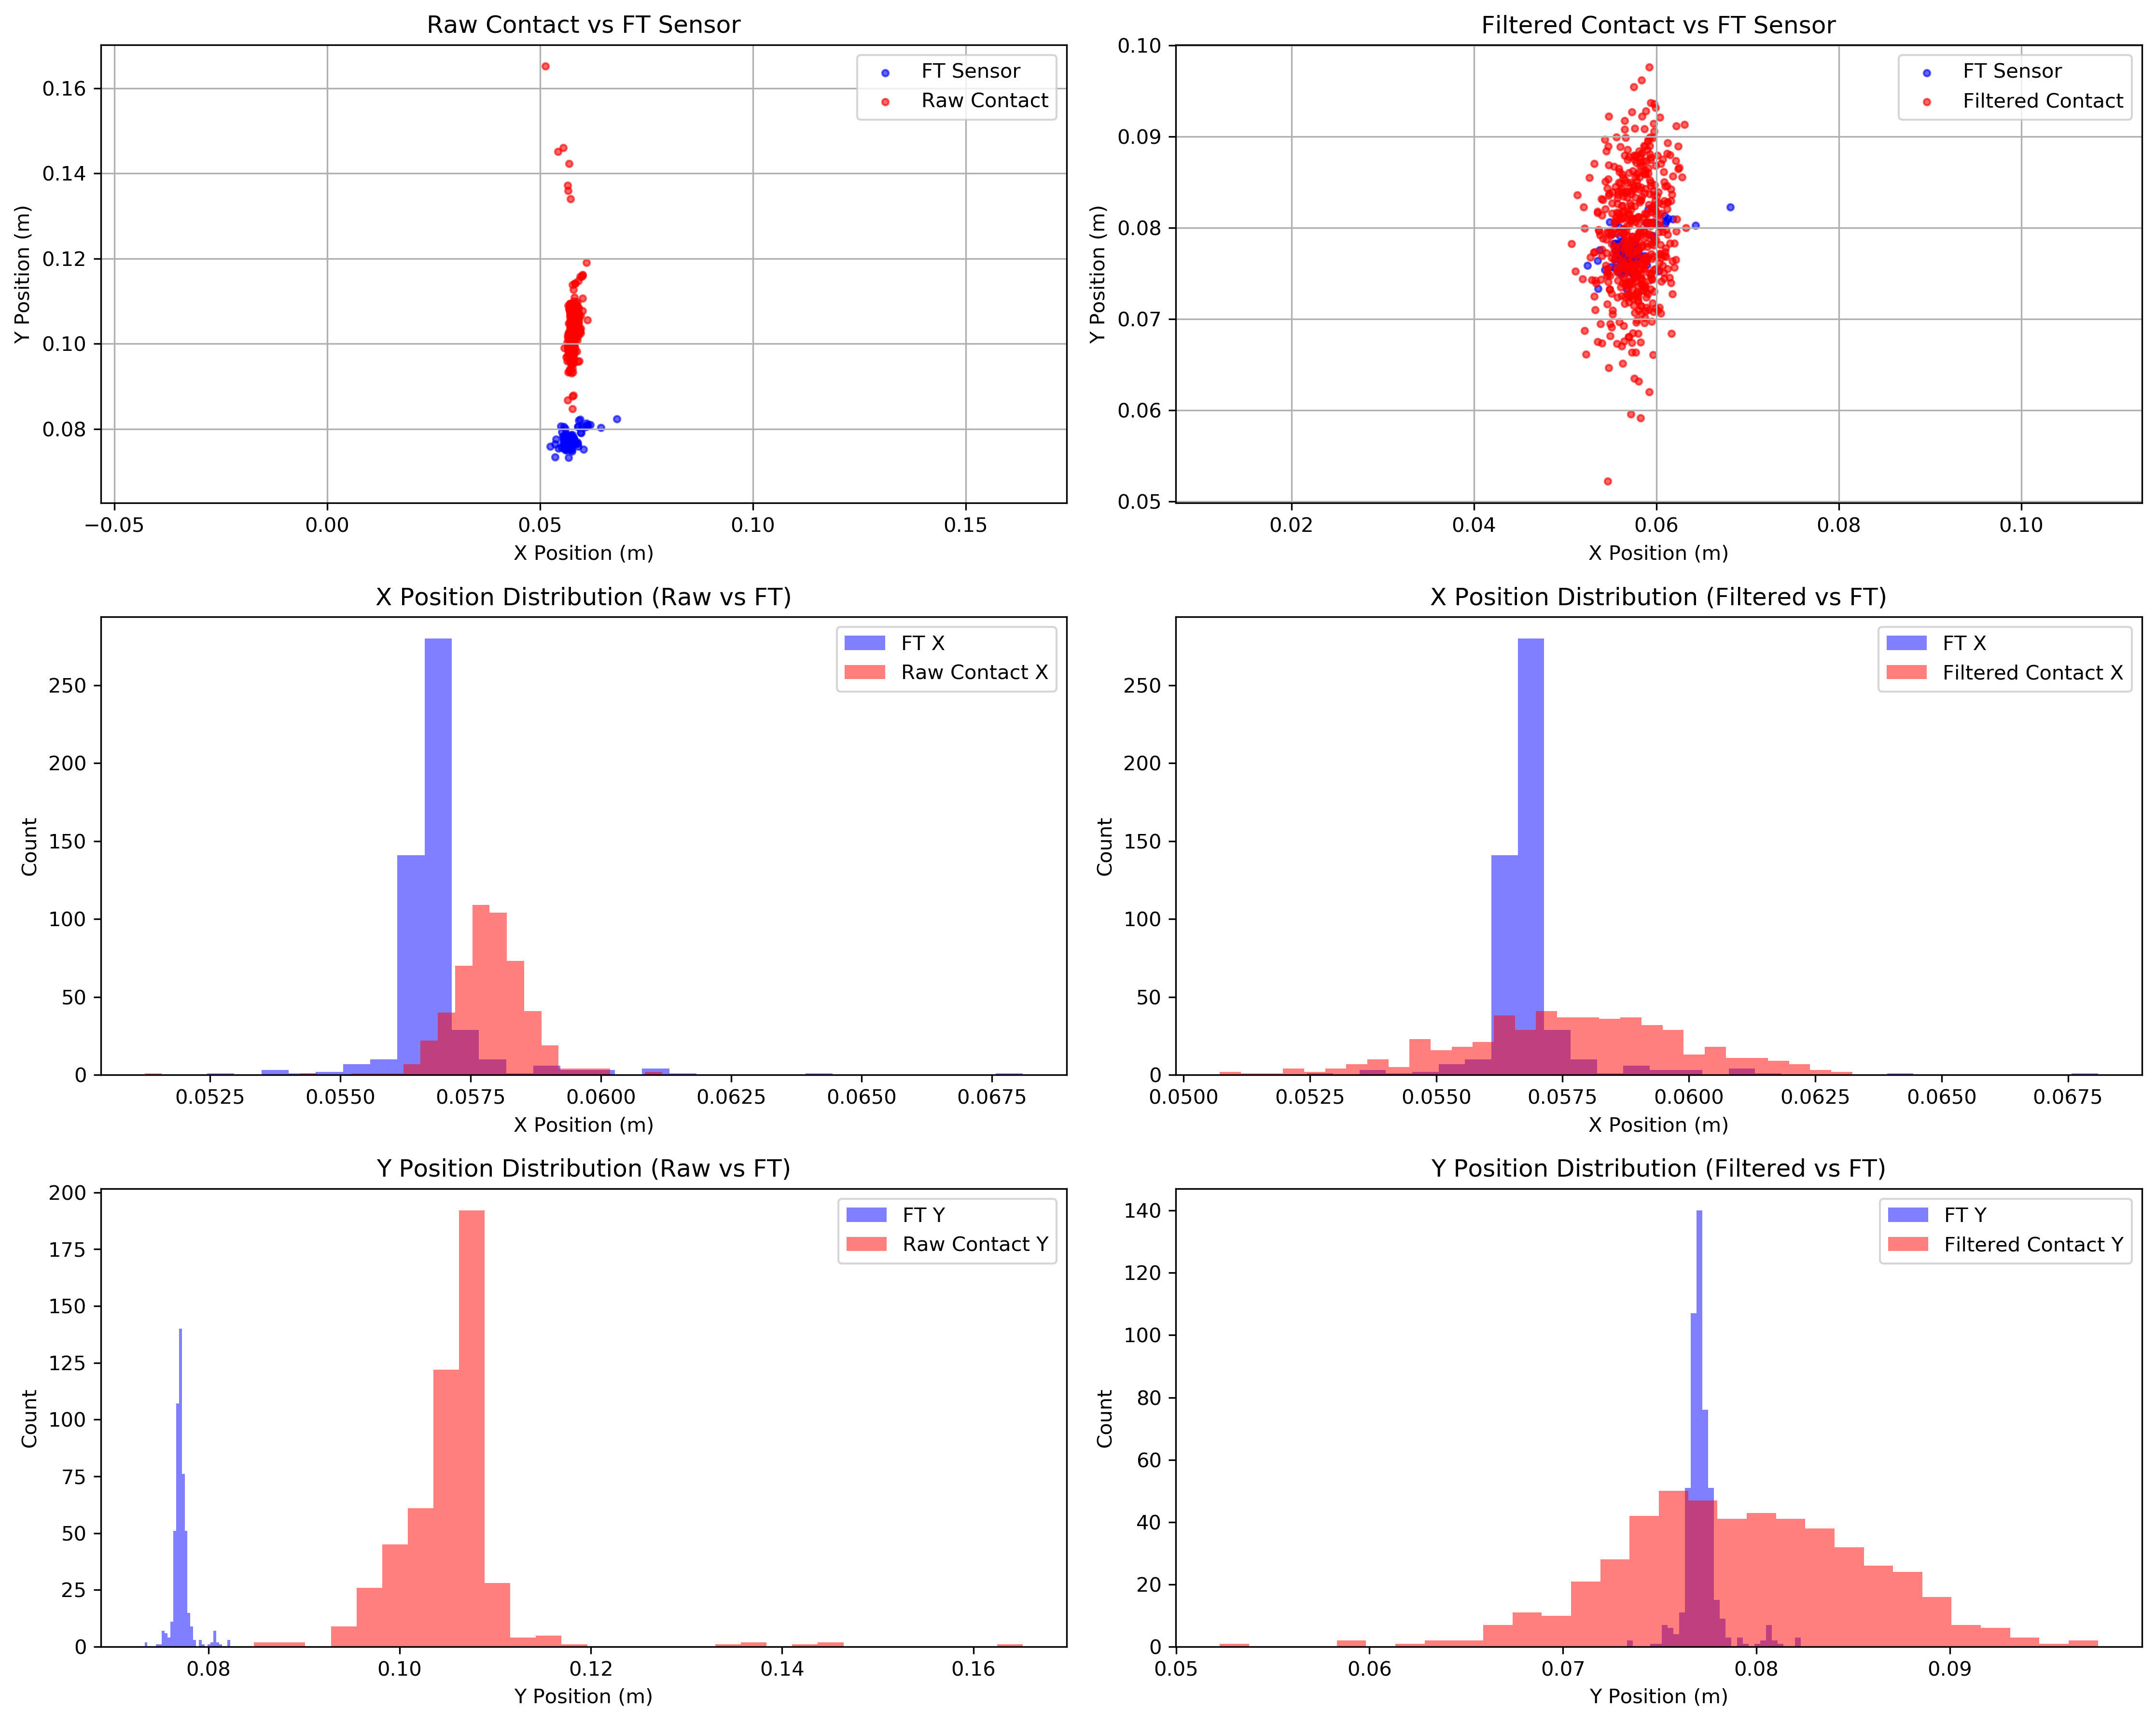 Raw Contact vs FT Sensor
FT Sensor
Raw Contact
0.16
0.14
0.12
0.10
0.08
Y Position (m)
−0.05 0.00 0.05 0.10 0.15
X Position (m)
Filtered Contact vs FT Sensor
FT Sensor
Filtered Contact
0.10
0.09
0.08
0.07
0.06
0.05
Y Position (m)
0.02 0.04 0.06 0.08 0.10
X Position (m)
X Position Distribution (Raw vs FT)
FT X
Raw Contact X
250
200
150
100
50
0
Count
0.0525 0.0550 0.0575 0.0600 0.0625 0.0650 0.0675
X Position (m)
X Position Distribution (Filtered vs FT)
FT X
Filtered Contact X
250
200
150
100
50
0
Count
0.0500 0.0525 0.0550 0.0575 0.0600 0.0625 0.0650 0.0675
X Position (m)
Y Position Distribution (Raw vs FT)
FT Y
Raw Contact Y
200
175
150
125
100
75
50
25
0
Count
0.08 0.10 0.12 0.14 0.16
Y Position (m)
Y Position Distribution (Filtered vs FT)
FT Y
Filtered Contact Y
140
120
100
80
60
40
20
0
Count
0.05 0.06 0.07 0.08 0.09
Y Position (m)